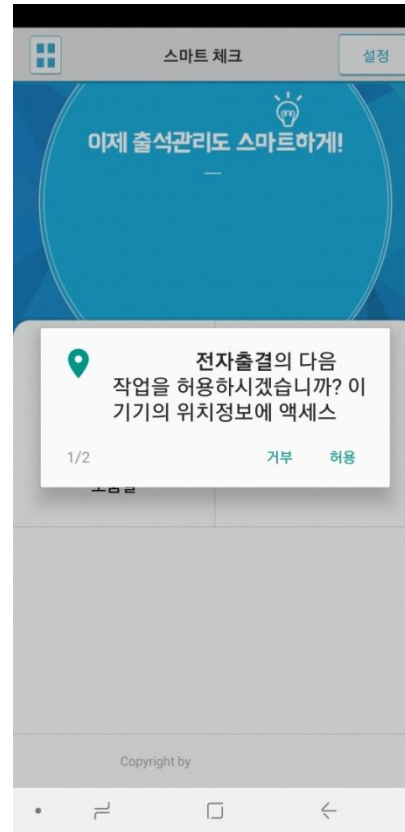 스마트 체크
설정
이제 출석관리도 스마트하게!
전자출결의 다음
작업을 허용하시겠습니까? 이
기기의 위치정보에 액세스
1/2
거부
허용
Copyright by